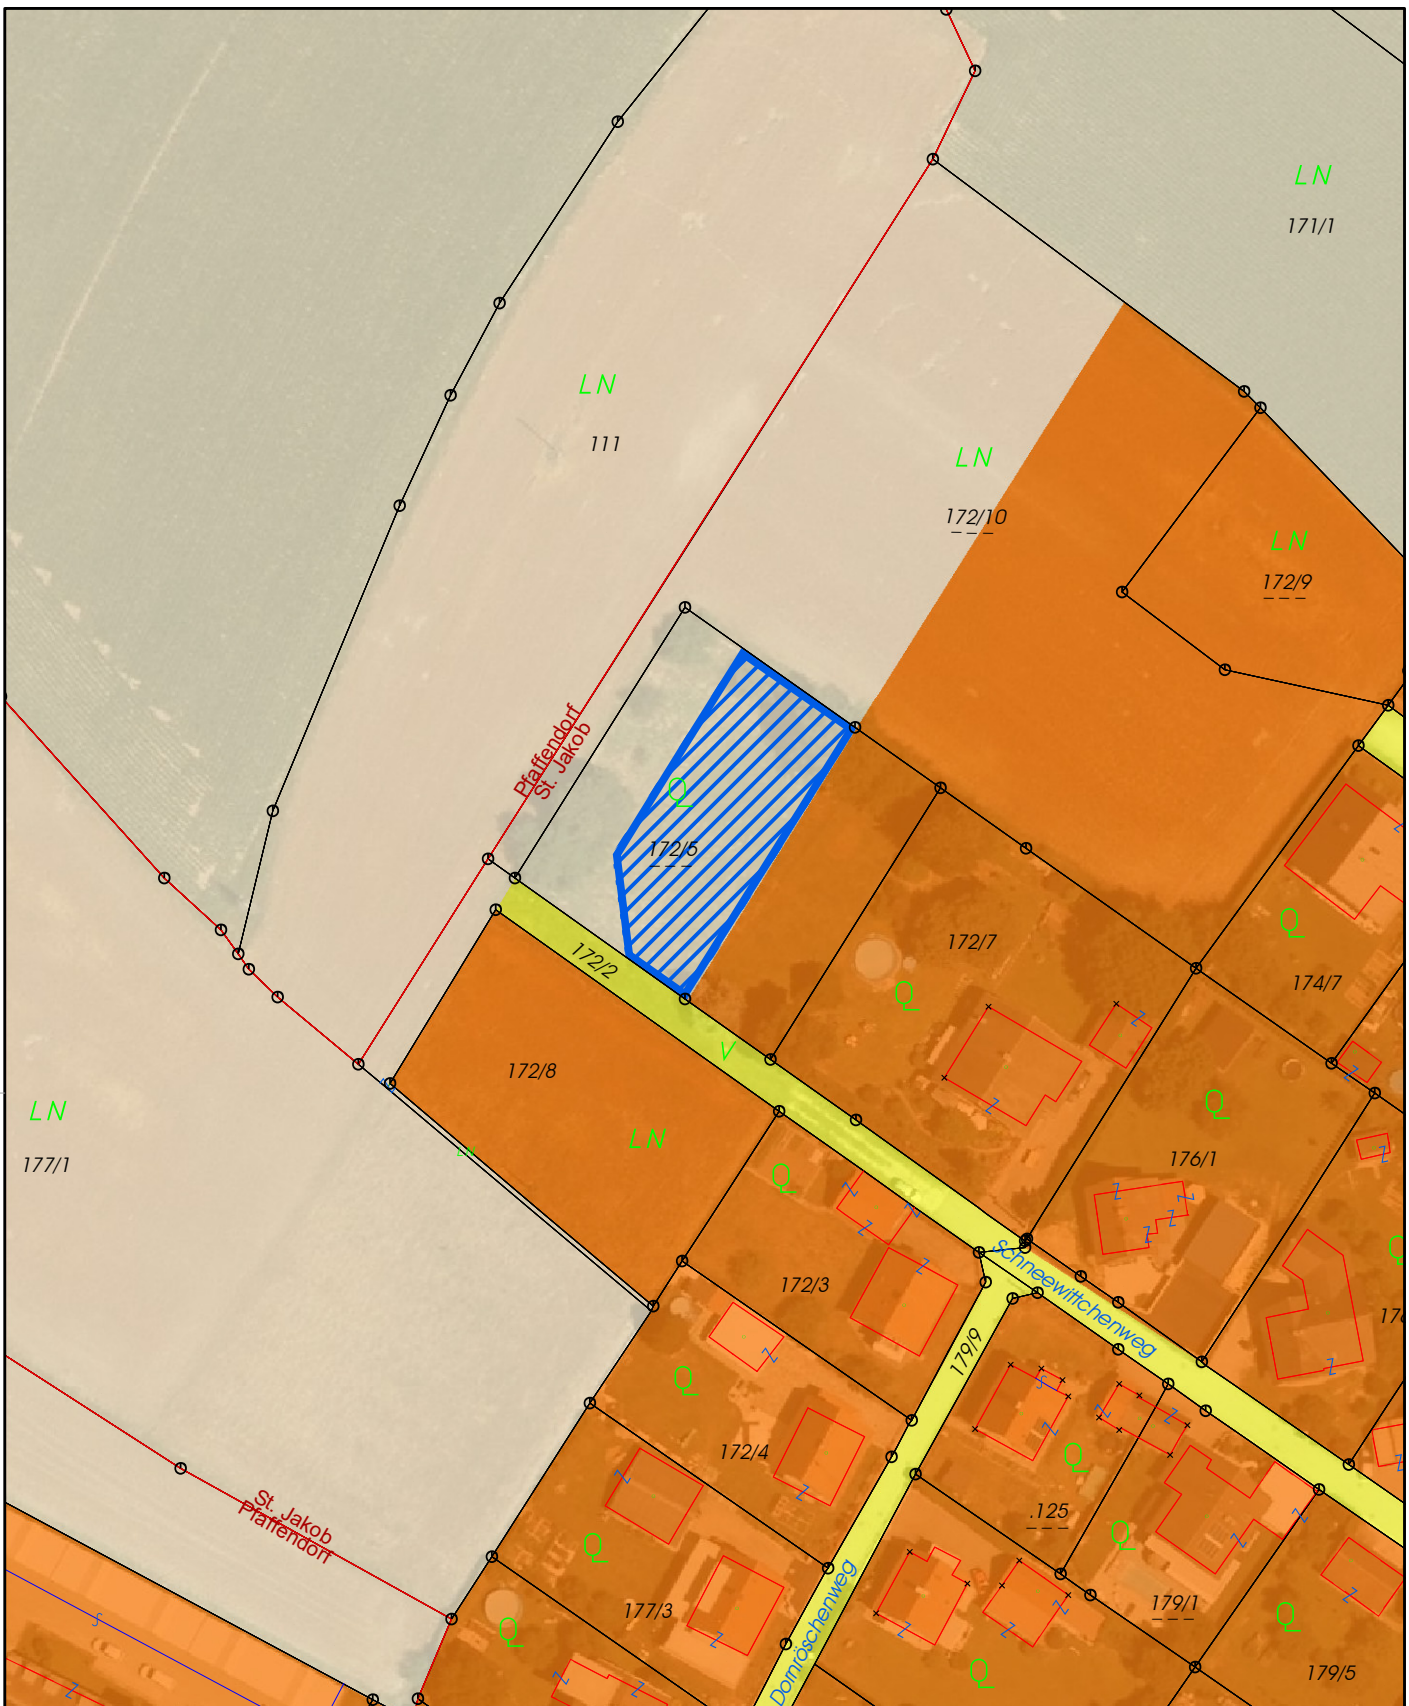 LN
171/1
LN
111
LN
172/10
LN
172/9
Pfaffendorf
St. Jakob
Q
172/5
172/2
172/7
Q
Q
174/7
Z
V
172/8
LN
LN
LN
177/1
Q
Q
176/1
172/3
Schneewittchenweg
179/9
Q
172/4
Q
.125
Q
St. Jakob
Pfaffendorf
Q
177/3
Q
179/1
Q
Dornröschenweg
Q
Q
179/5
S
Z